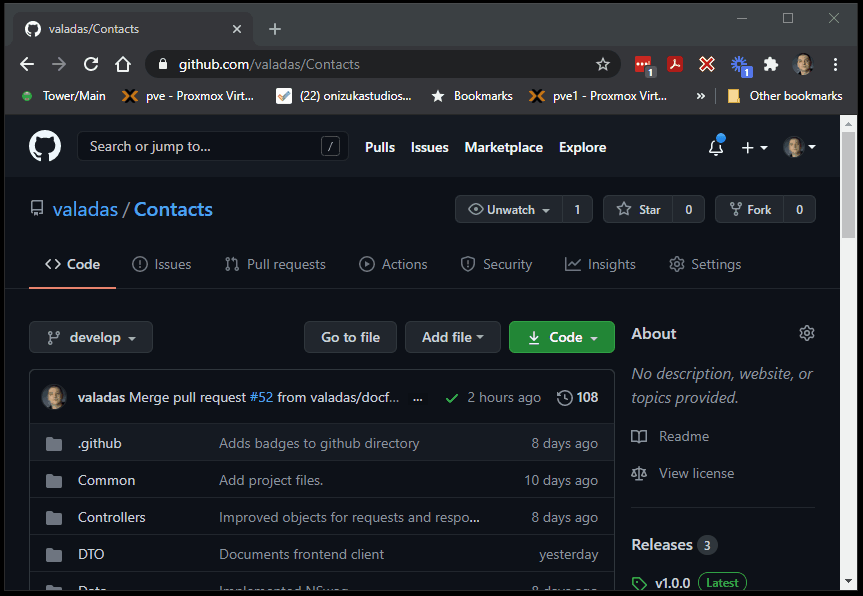 valadas/Contacts
github.com/valadas/Contacts
1
1
Tower/Main pve - Proxmox Virt... (22) onizukastudios... Bookmarks pve1 - Proxmox Virt... » Other bookmarks
Search or jump to... / Pulls Issues Marketplace Explore
valadas / Contacts Unwatch 1 Star 0 Fork 0
Code Issues Pull requests Actions Security Insights Settings
develop Go to file Add file Code About
No description, website, or
topics provided.
valadas Merge pull request #52 from valadas/docf... ... 2 hours ago 108
Readme
.github Adds badges to github directory 8 days ago
View license
Common Add project files. 10 days ago
Controllers Improved objects for requests and respo... 8 days ago
Releases 3
DTO Documents frontend client yesterday
v1.0.0 Latest
Data Implemented NSwag 8 days ago